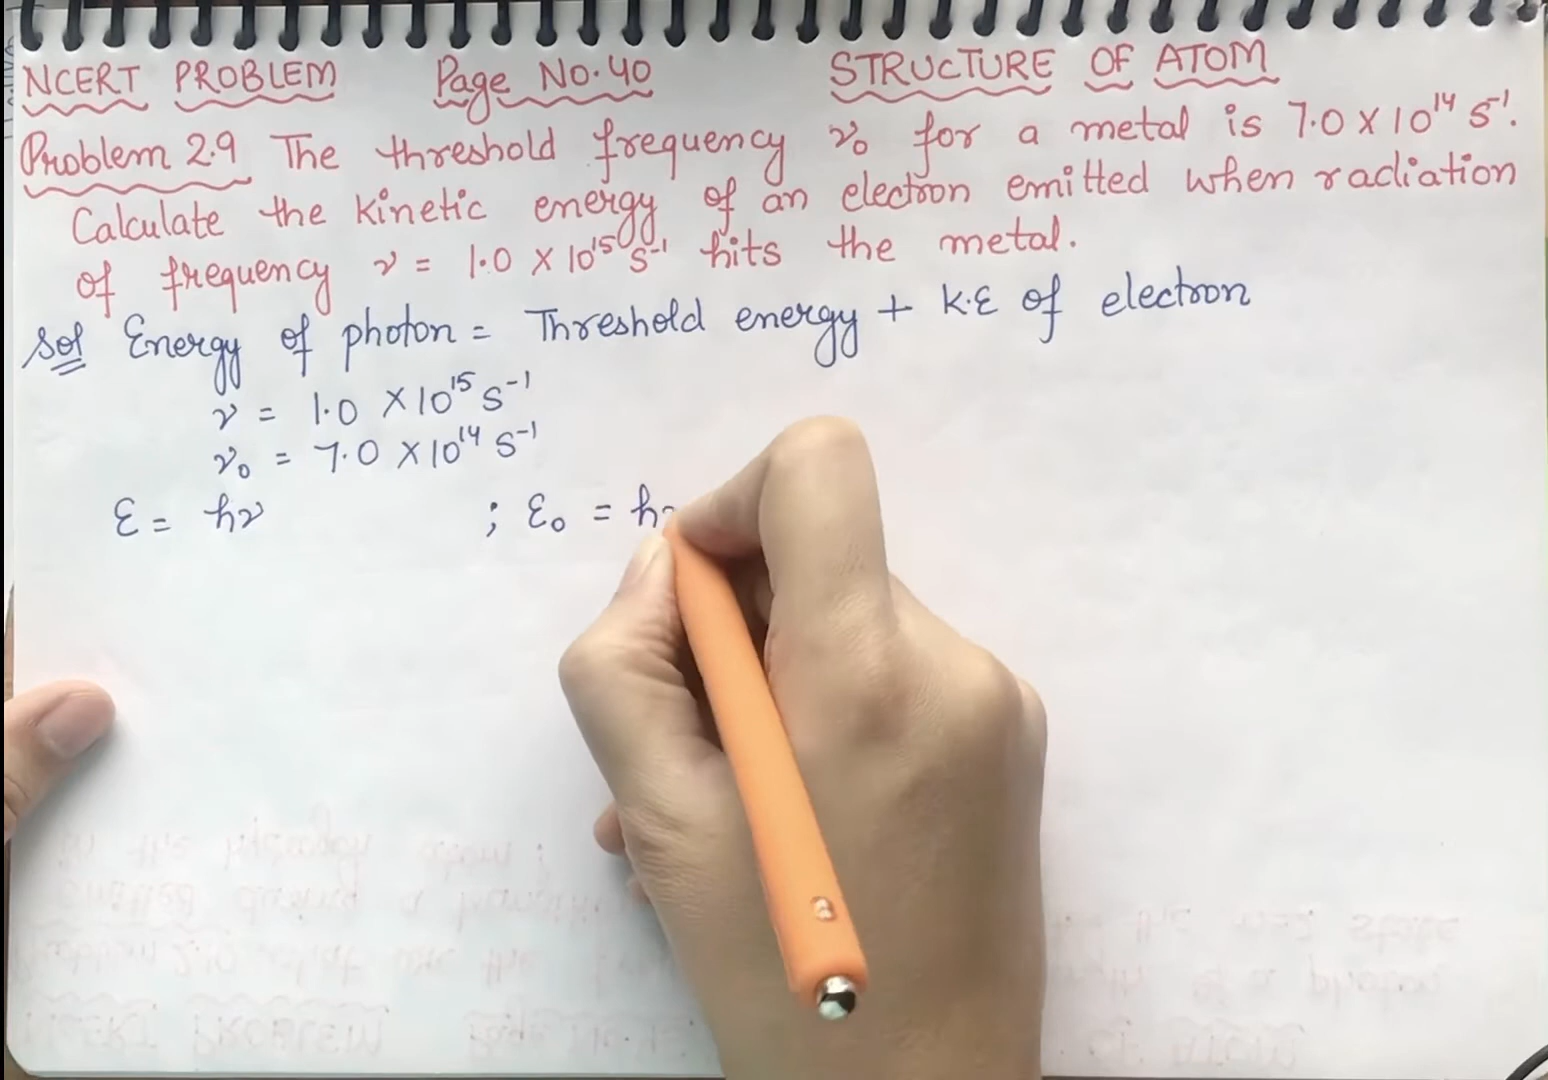 NCERT PROBLEM Page No.40 STRUCTURE OF ATOM
Problem 2.9 The threshold frequency ν₀ for a metal is 7.0 × 10¹⁴ s⁻¹.
Calculate the kinetic energy of an electron emitted when radiation
of frequency ν = 1.0 × 10¹⁵ s⁻¹ hits the metal.
Sol Energy of photon = Threshold energy + K.E of electron
ν = 1.0 × 10¹⁵ s⁻¹
ν₀ = 7.0 × 10¹⁴ s⁻¹
E = hν ; E₀ = h